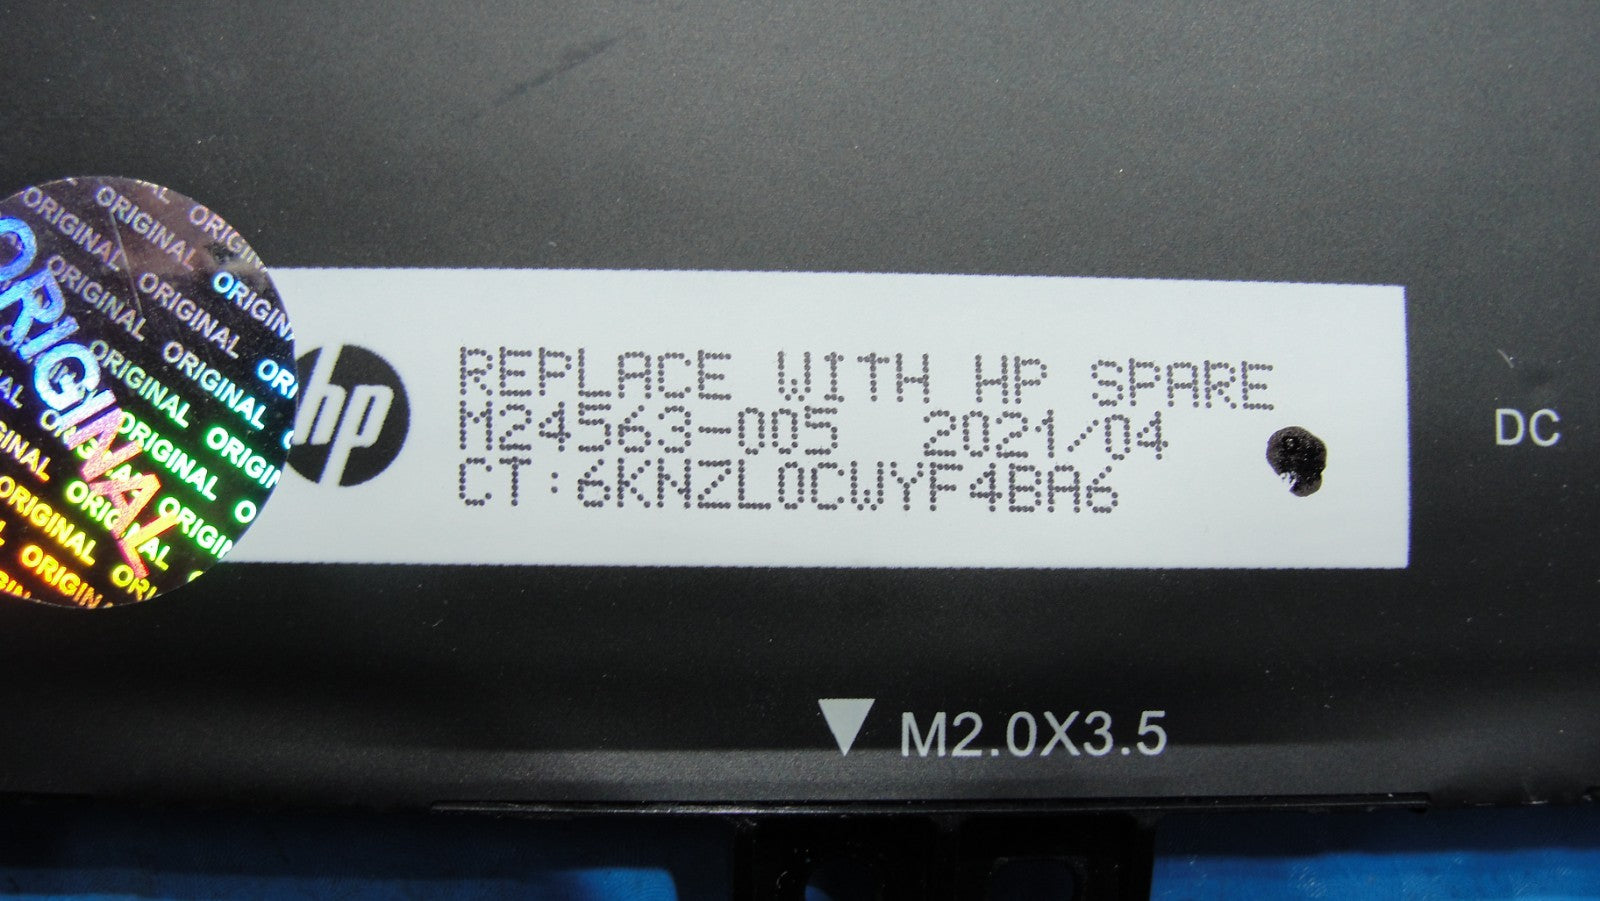 ORIGINAL
hp
REPLACE WITH HP SPARE
M24563-005 2021/04
CT:6KNZL0CWYF4BA6
DC
M2.0X3.5